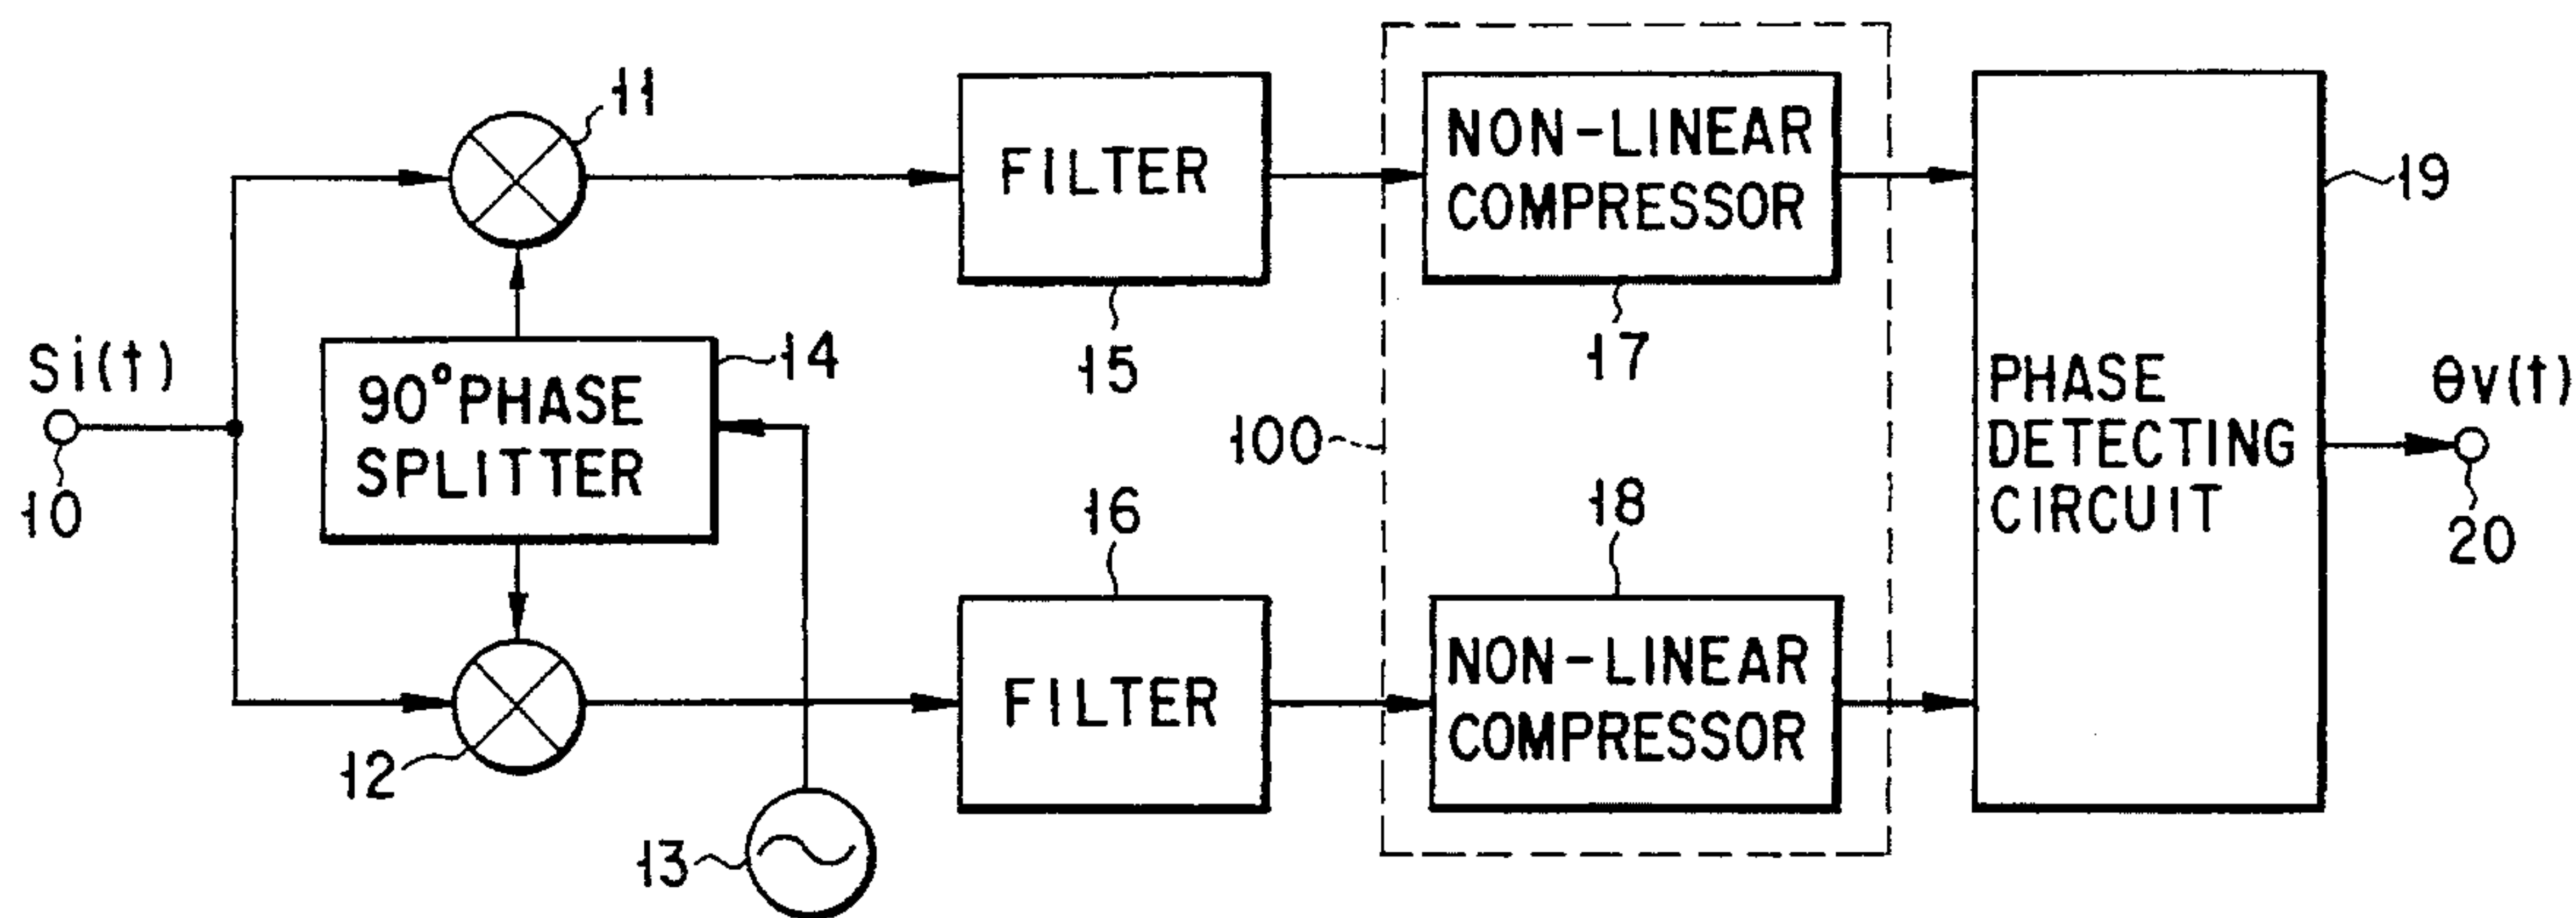 11
FILTER
NON-LINEAR
COMPRESSOR
19
Si(t)
14
15
17
90° PHASE
SPLITTER
PHASE
DETECTING
CIRCUIT
θv(t)
10
100
16
18
20
12
FILTER
NON-LINEAR
COMPRESSOR
13